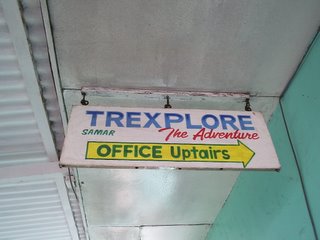 TREXPLORE
SAMAR The Adventure
OFFICE Uptairs